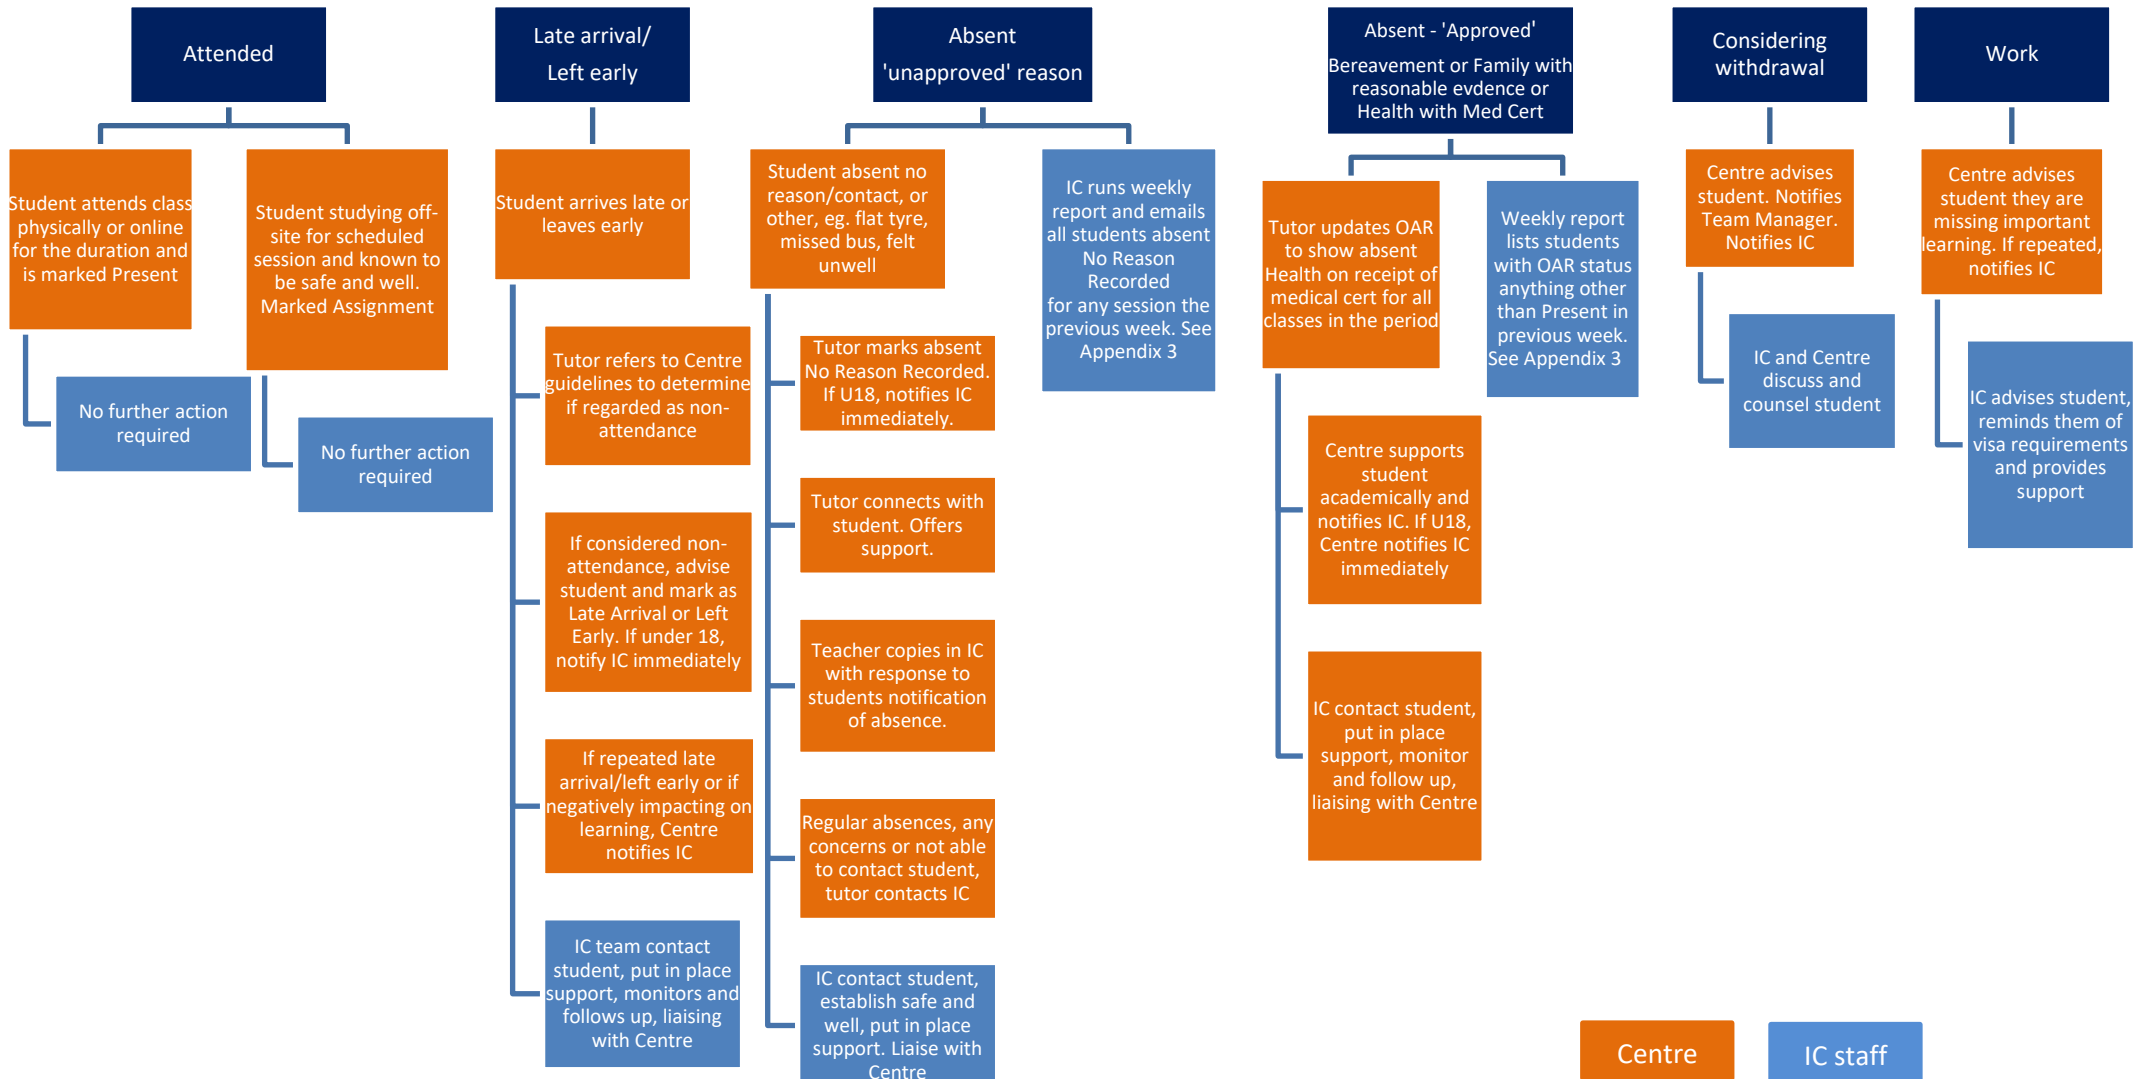 Attended
Student attends class
physically or online
for the duration and
is marked Present
No further action
required
Student studying off-
site for scheduled
session and known to
be safe and well.
Marked Assignment
No further action
required
Late arrival/
Left early
Student arrives late or
leaves early
Tutor refers to Centre
guidelines to determine
if regarded as non-
attendance
If considered non-
attendance, advise
student and mark as
Late Arrival or Left
Early. If under 18,
notify IC immediately
If repeated late
arrival/left early or if
negatively impacting on
learning, Centre
notifies IC
IC team contact
student, put in place
support, monitors and
follows up, liaising
with Centre
Absent
'unapproved' reason
Student absent no
reason/contact, or
other, eg. flat tyre,
missed bus, felt
unwell
Tutor marks absent
No Reason Recorded.
If U18, notifies IC
immediately.
Tutor connects with
student. Offers
support.
Teacher copies in IC
with response to
students notification
of absence.
Regular absences, any
concerns or not able
to contact student,
tutor contacts IC
IC contact student,
establish safe and
well, put in place
support. Liaise with
Centre
IC runs weekly
report and emails
all students absent
No Reason
Recorded
for any session the
previous week. See
Appendix 3
Absent - 'Approved'
Bereavement or Family with
reasonable evdence or
Health with Med Cert
Tutor updates OAR
to show absent
Health on receipt of
medical cert for all
classes in the period
Centre supports
student
academically and
notifies IC. If U18,
Centre notifies IC
immediately
IC contact student,
put in place
support, monitor
and follow up,
liaising with Centre
Weekly report
lists students
with OAR status
anything other
than Present in
previous week.
See Appendix 3
Considering
withdrawal
Centre advises
student. Notifies
Team Manager.
Notifies IC
IC and Centre
discuss and
counsel student
Work
Centre advises
student they are
missing important
learning. If repeated,
notifies IC
IC advises student,
reminds them of
visa requirements
and provides
support
Centre
IC staff